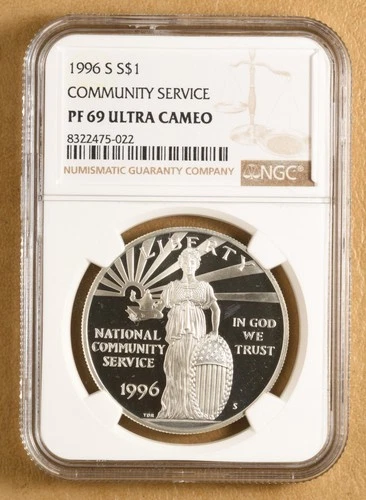 1996 S S$1
COMMUNITY SERVICE
PF 69 ULTRA CAMEO
8322475-022
NUMISMATIC GUARANTY COMPANY
NGC
LIBERTY
NATIONAL
COMMUNITY
SERVICE
1996
IN GOD
WE
TRUST
S